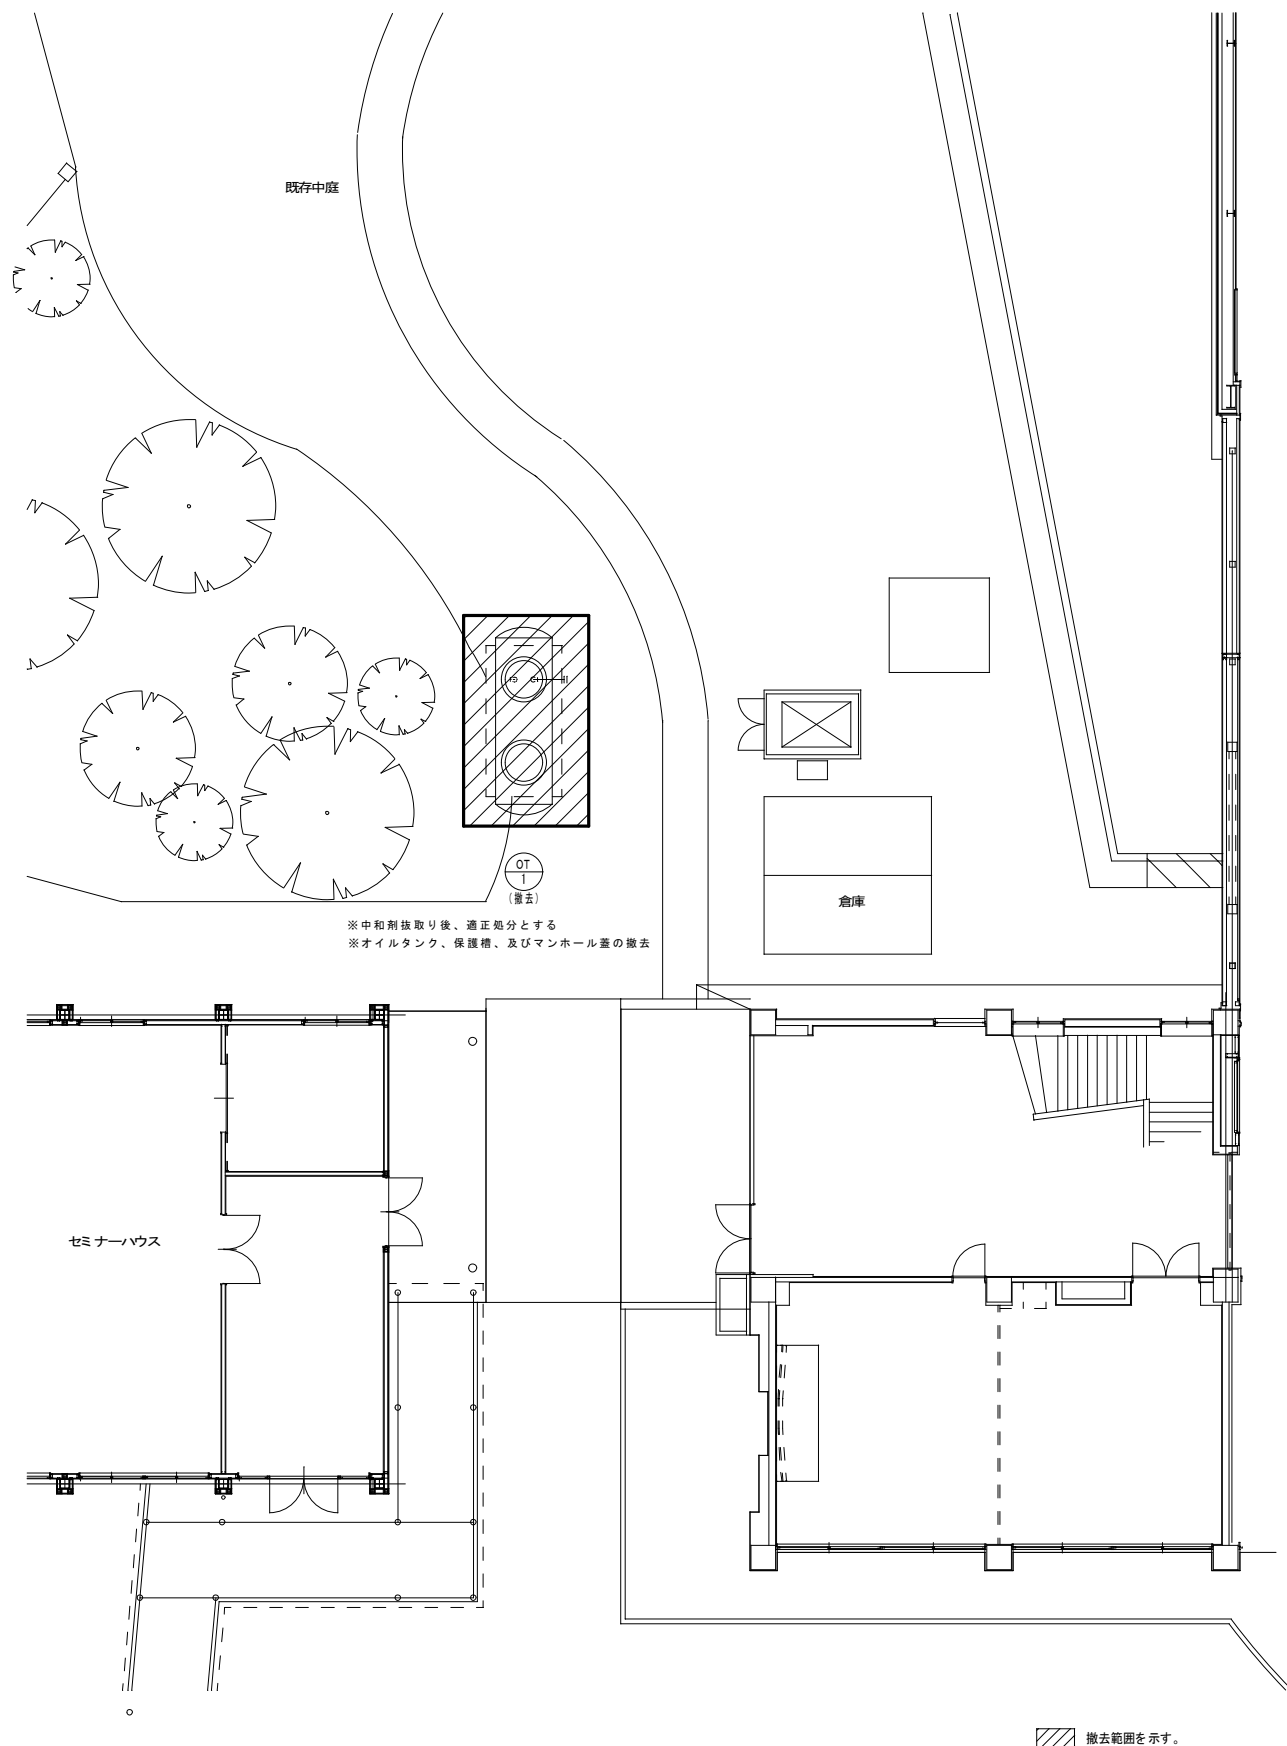 既存中庭
OT
1
(撤去)
※中和剤抜取り後、適正処分とする
※オイルタンク、保護槽、及びマンホール蓋の撤去
倉庫
セミナーハウス
撤去範囲を示す。